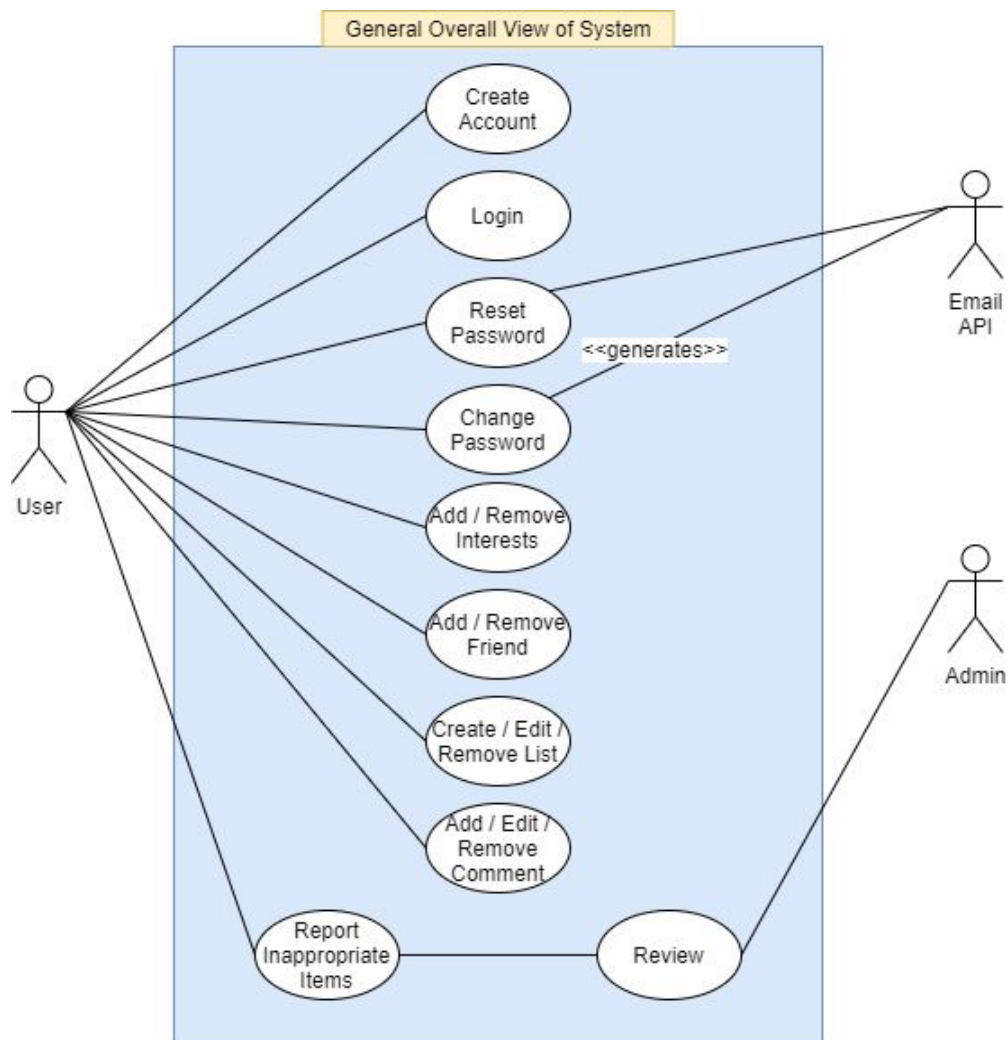 General Overall View of System
Create
Account
Login
Reset
Password
Email
API
<<generates>>
Change
Password
User
Add / Remove
Interests
Add / Remove
Friend
Admin
Create / Edit /
Remove List
Add / Edit /
Remove
Comment
Report
Inappropriate
Items
Review